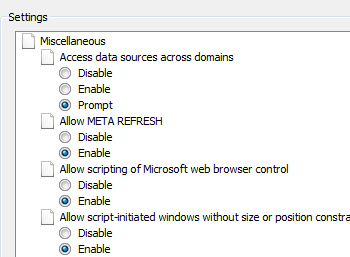 Settings
Miscellaneous
Access data sources across domains
Disable
Enable
Prompt
Allow META REFRESH
Disable
Enable
Allow scripting of Microsoft web browser control
Disable
Enable
Allow script-initiated windows without size or position constra
Disable
Enable